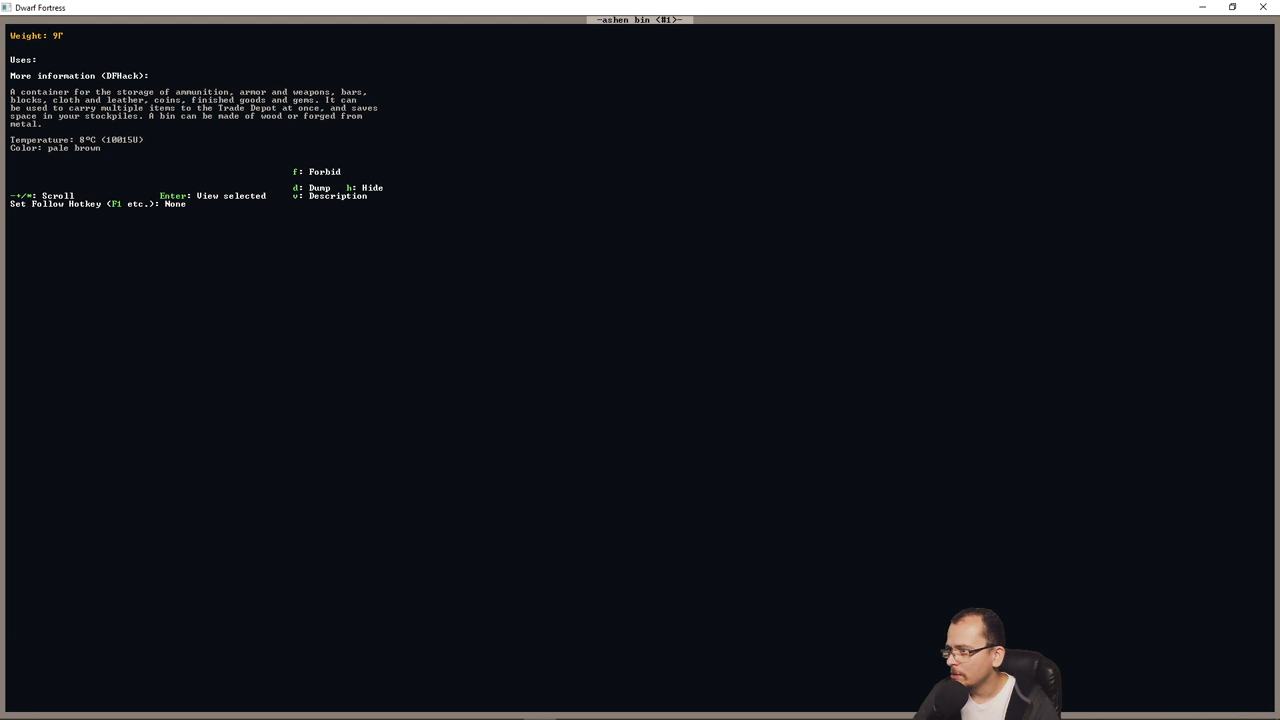 Dwarf Fortress
-ashen bin <#1>-
Weight: 9Γ
Uses:
More information (DFHack):
A container for the storage of ammunition, armor and weapons, bars,
blocks, cloth and leather, coins, finished goods and gems. It can
be used to carry multiple items to the Trade Depot at once, and saves
space in your stockpiles. A bin can be made of wood or forged from
metal.
Temperature: 8°C (10015U)
Color: pale brown
f: Forbid
d: Dump h: Hide
-+/*: Scroll Enter: View selected v: Description
Set Follow Hotkey (F1 etc.): None